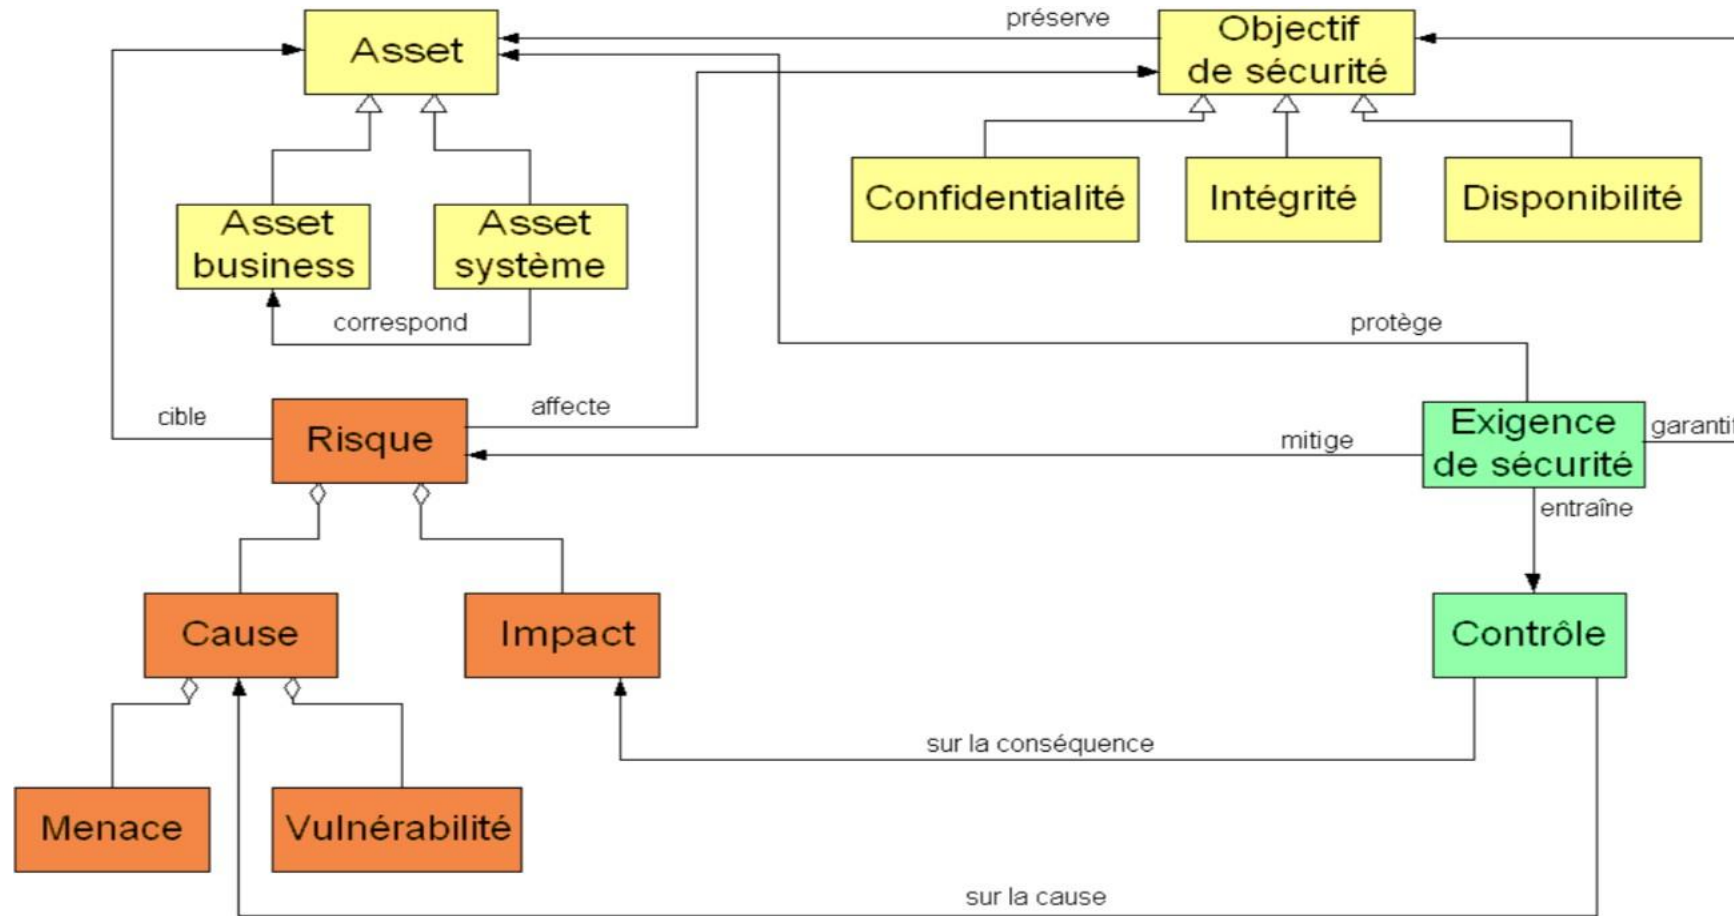 préserve
Asset
Objectif
de sécurité
Confidentialité
Intégrité
Disponibilité
Asset
business
Asset
système
correspond
protège
cible
Risque
affecte
mitige
Exigence
de sécurité
garantit
entraîne
Cause
Impact
Contrôle
sur la conséquence
Menace
Vulnérabilité
sur la cause